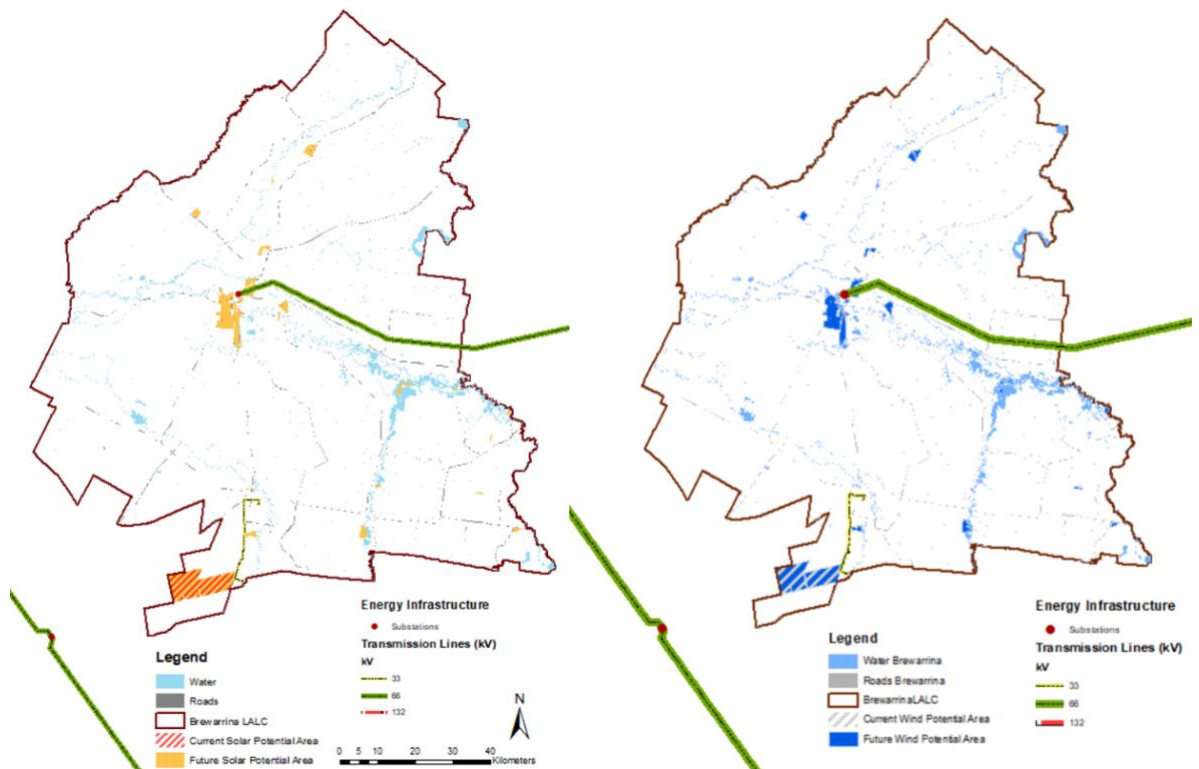 Energy Infrastructure
Substations
Transmission Lines (kV)
kV
33
66
132
Legend
Water
Roads
Brewarrina LALC
Current Solar Potential Area
Future Solar Potential Area
N
0 5 10 20 30 40
Kilometers
Energy Infrastructure
Substations
Transmission Lines (kV)
kV
33
66
132
Legend
Water Brewarrina
Roads Brewarrina
BrewarrinaLALC
Current Wind Potential Area
Future Wind Potential Area